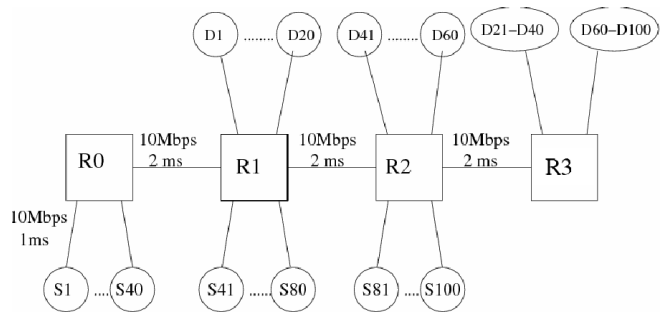 D1 ........ D20
D41 ........ D60
D21–D40
D60–D100
10Mbps
2 ms
10Mbps
2 ms
10Mbps
2 ms
R0
R1
R2
R3
10Mbps
1ms
S1 .... S40
S41 ...... S80
S81 .... S100